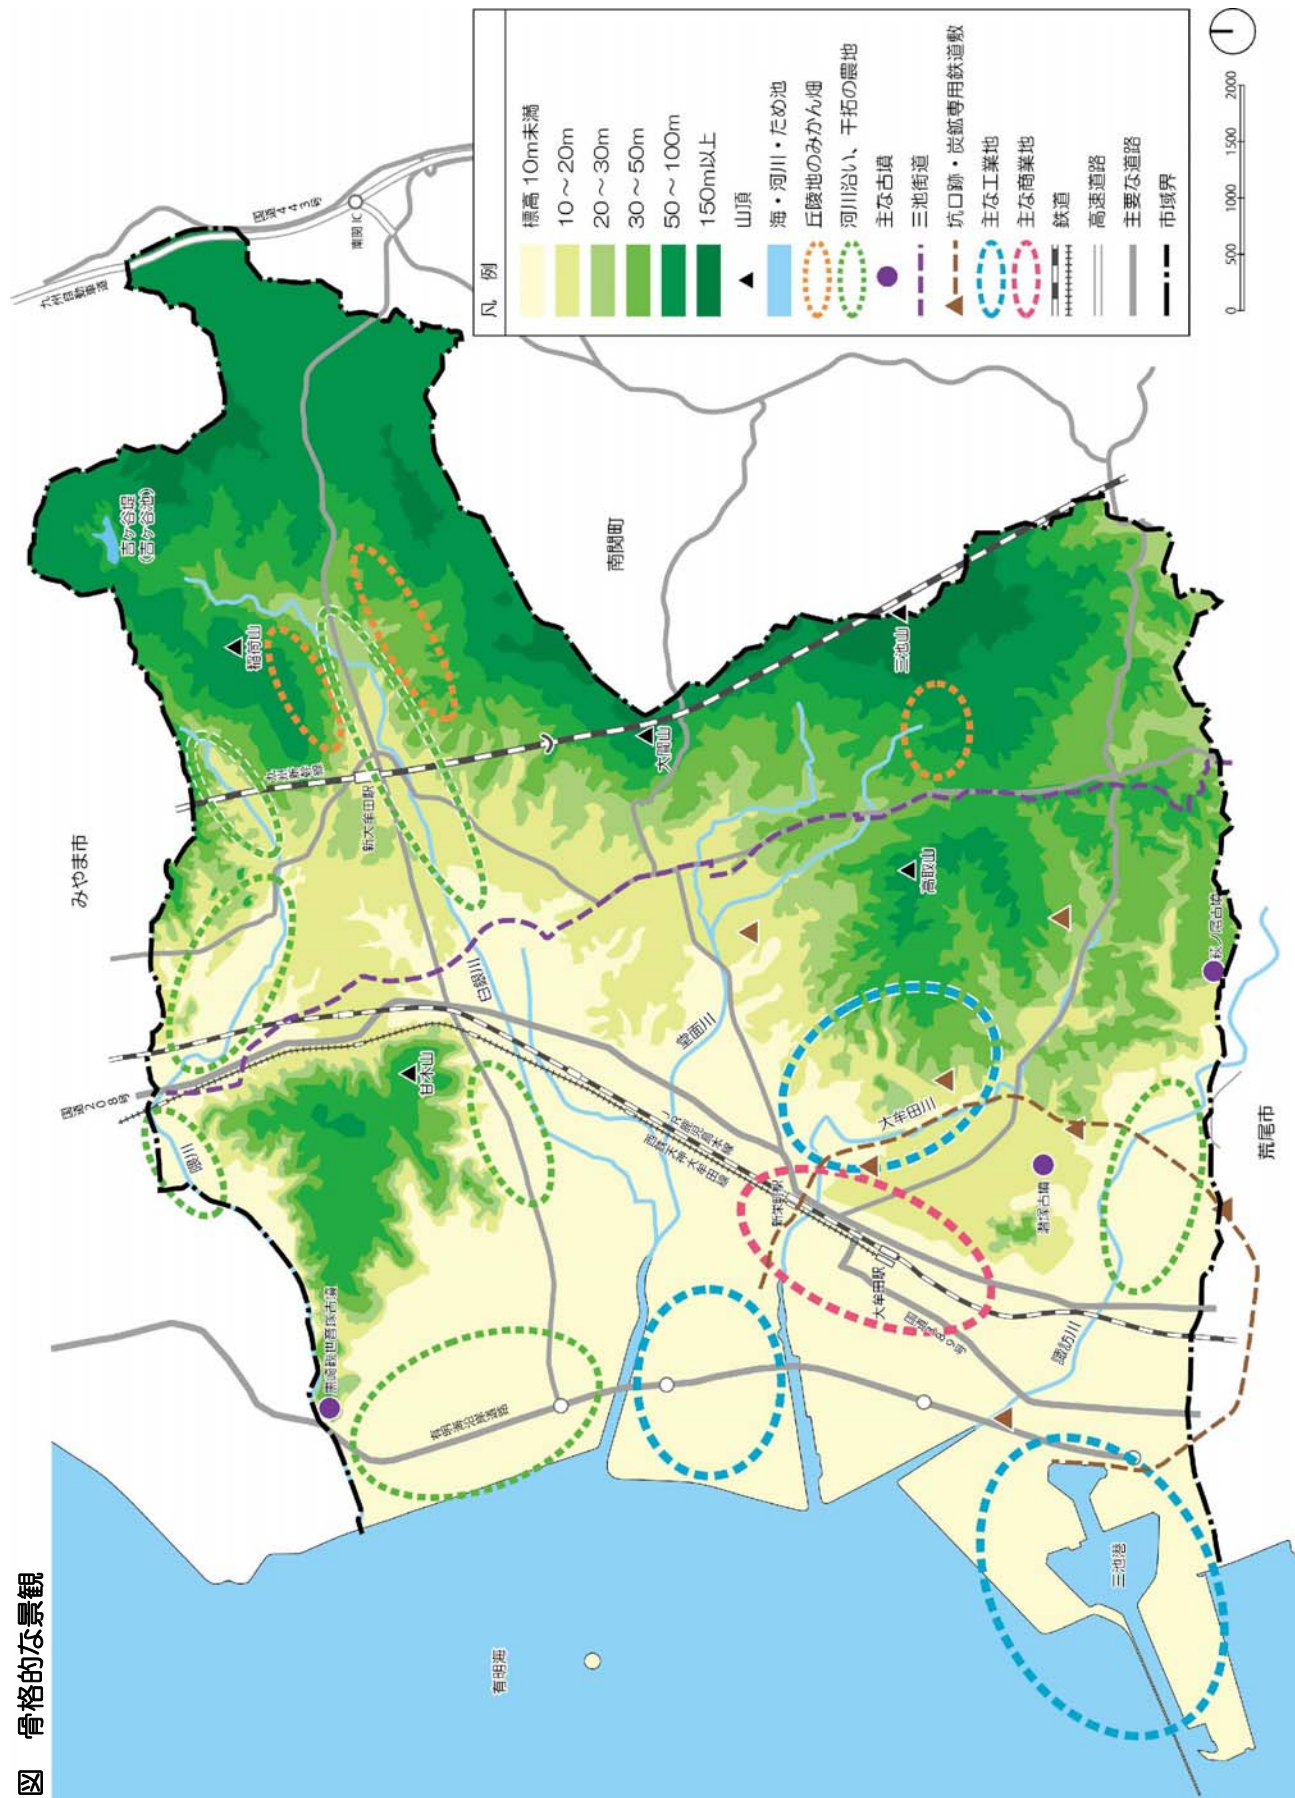 図 骨格的な景観
凡 例
標高 10m未満
10～20m
20～30m
30～50m
50～100m
150m以上
山頂
海・河川・ため池
丘陵地のみかん畑
河川沿い、干拓の農地
主な古墳
三池街道
坑口跡・炭鉱専用鉄道敷
主な工業地
主な商業地
鉄道
高速道路
主要な道路
市域界
0 500 1000 1500 2000
九州自動車道
国道443号
南関 IC
吉ヶ谷堤
(吉ヶ谷池)
稲荷山
みやま市
九州新幹線
新大牟田駅
南関町
大間山
三池山
高取山
国道208号
隈川
甘木山
白銀川
堂面川
JR鹿児島本線
西鉄天神大牟田線
大牟田川
萩ノ尾古墳
黒崎観世音塚古墳
有明海沿岸道路
新栄町駅
大牟田駅
国道389号
潜塚古墳
諏訪川
荒尾市
三池港
有明海